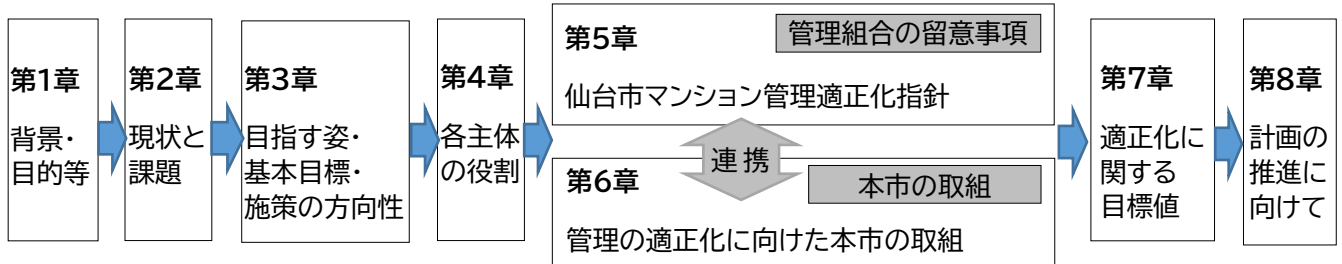 第1章
背景・
目的等
第2章
現状と
課題
第3章
目指す姿・
基本目標・
施策の方向性
第4章
各主体
の役割
第5章
管理組合の留意事項
仙台市マンション管理適正化指針
連携
第6章
本市の取組
管理の適正化に向けた本市の取組
第7章
適正化に
関する
目標値
第8章
計画の
推進に
向けて